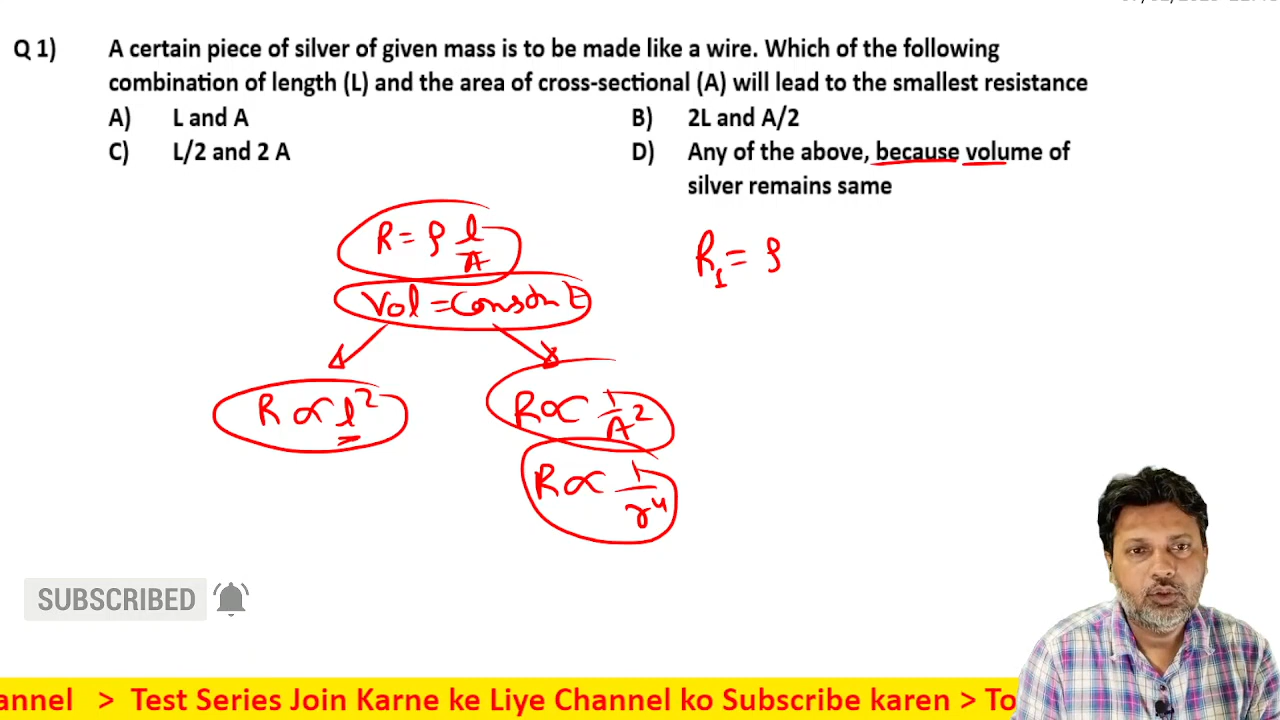 Q 1) A certain piece of silver of given mass is to be made like a wire. Which of the following
combination of length (L) and the area of cross-sectional (A) will lead to the smallest resistance
A) L and A B) 2L and A/2
C) L/2 and 2 A D) Any of the above, because volume of
silver remains same
R = ρ l/A
R₁ = ρ
Vol = Constnt
R ∝ l²
R ∝ 1/A²
R ∝ 1/r⁴
SUBSCRIBED
annel > Test Series Join Karne ke Liye Channel ko Subscribe karen > To